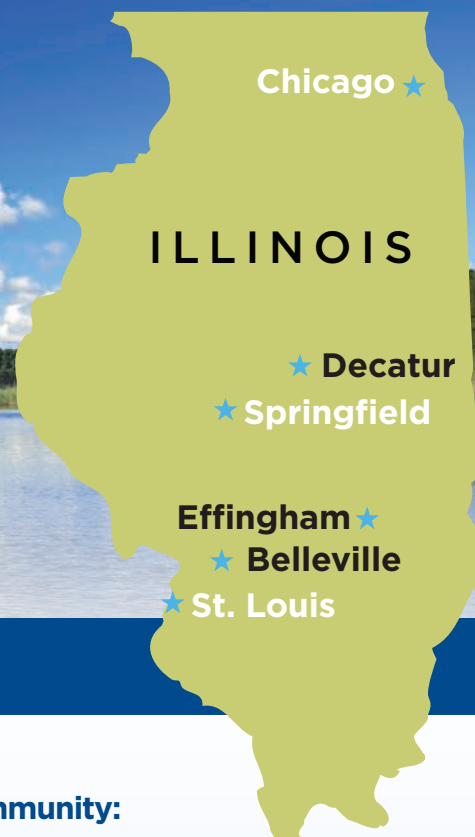 Chicago
ILLINOIS
Decatur
Springfield
Effingham
Belleville
St. Louis
mmunity: